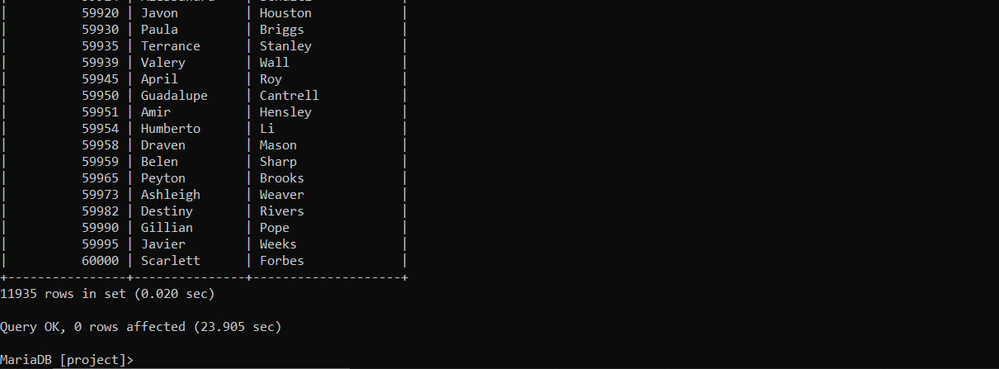 | 59920 | Javon | Houston |
| 59930 | Paula | Briggs |
| 59935 | Terrance | Stanley |
| 59939 | Valery | Wall |
| 59945 | April | Roy |
| 59950 | Guadalupe | Cantrell |
| 59951 | Amir | Hensley |
| 59954 | Humberto | Li |
| 59958 | Draven | Mason |
| 59959 | Belen | Sharp |
| 59965 | Peyton | Brooks |
| 59973 | Ashleigh | Weaver |
| 59982 | Destiny | Rivers |
| 59990 | Gillian | Pope |
| 59995 | Javier | Weeks |
| 60000 | Scarlett | Forbes |
+----------------+---------------+--------------------+
11935 rows in set (0.020 sec)
Query OK, 0 rows affected (23.905 sec)
MariaDB [project]>